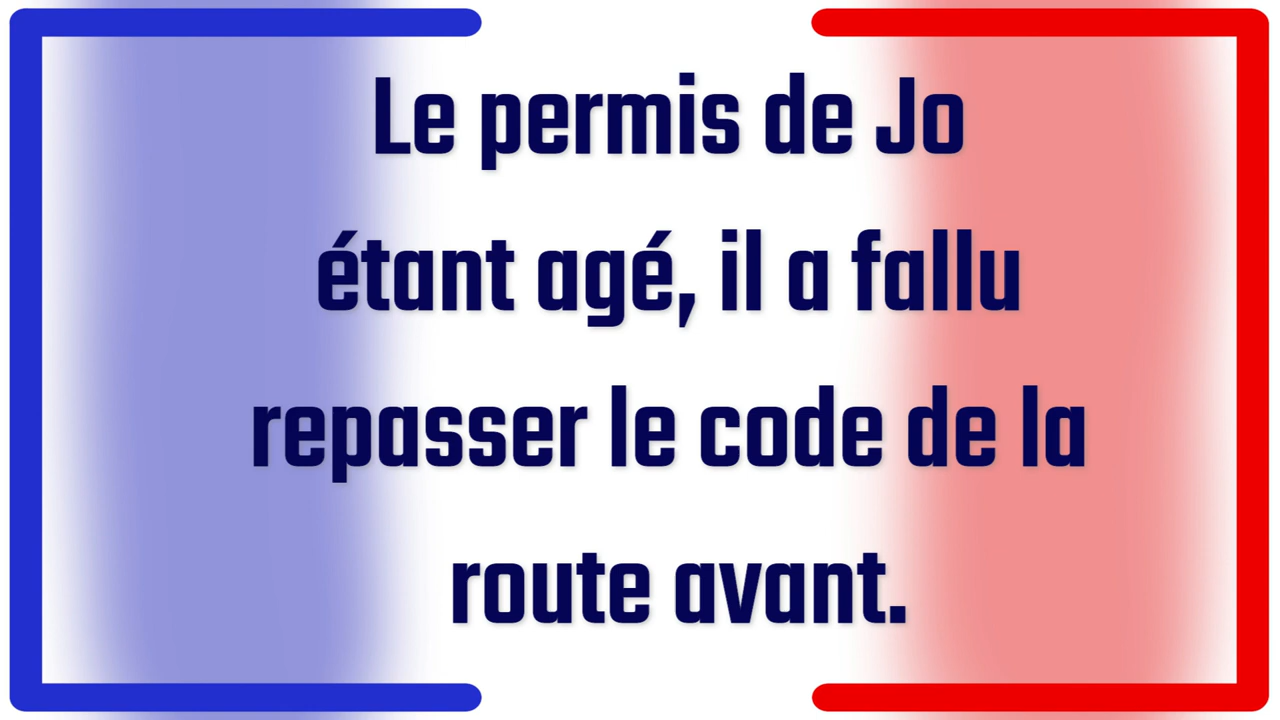 Le permis de Jo
étant agé, il a fallu
repasser le code de la
route avant.